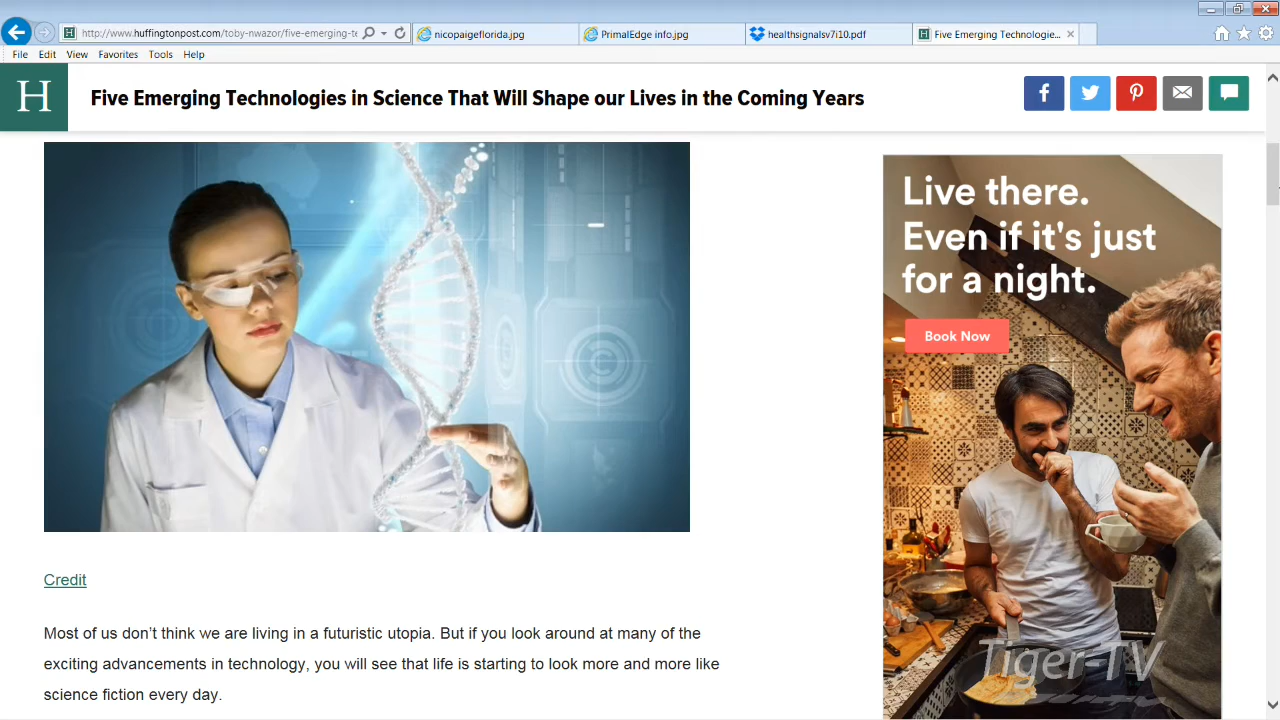 http://www.huffingtonpost.com/toby-nwazor/five-emerging-te
nicopaigeflorida.jpg
PrimalEdge info.jpg
healthsignalsv7i10.pdf
Five Emerging Technologie...
File Edit View Favorites Tools Help
H
Five Emerging Technologies in Science That Will Shape our Lives in the Coming Years
Live there.
Even if it's just
for a night.
Book Now
Credit
Most of us don’t think we are living in a futuristic utopia. But if you look around at many of the
exciting advancements in technology, you will see that life is starting to look more and more like
science fiction every day.
Tiger-TV